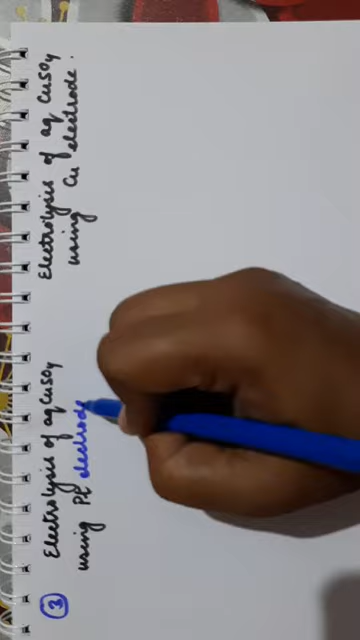 ③ Electrolysis of aq CuSO4
using Pt electrode
Electrolysis of aq CuSO4
using Cu electrode.